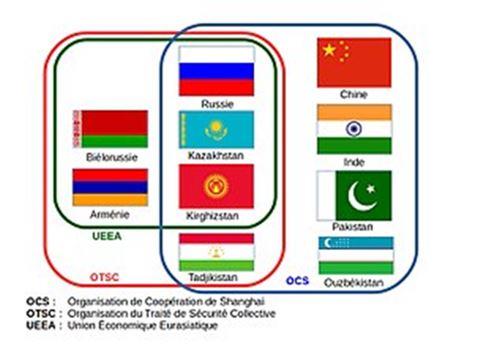 Russie
Chine
Biélorussie
Kazakhstan
Inde
Arménie
Kirghizstan
Pakistan
UEEA
OTSC
Tadjikistan
OCS
Ouzbékistan
OCS : Organisation de Coopération de Shanghai
OTSC : Organisation du Traité de Sécurité Collective
UEEA : Union Économique Eurasiatique